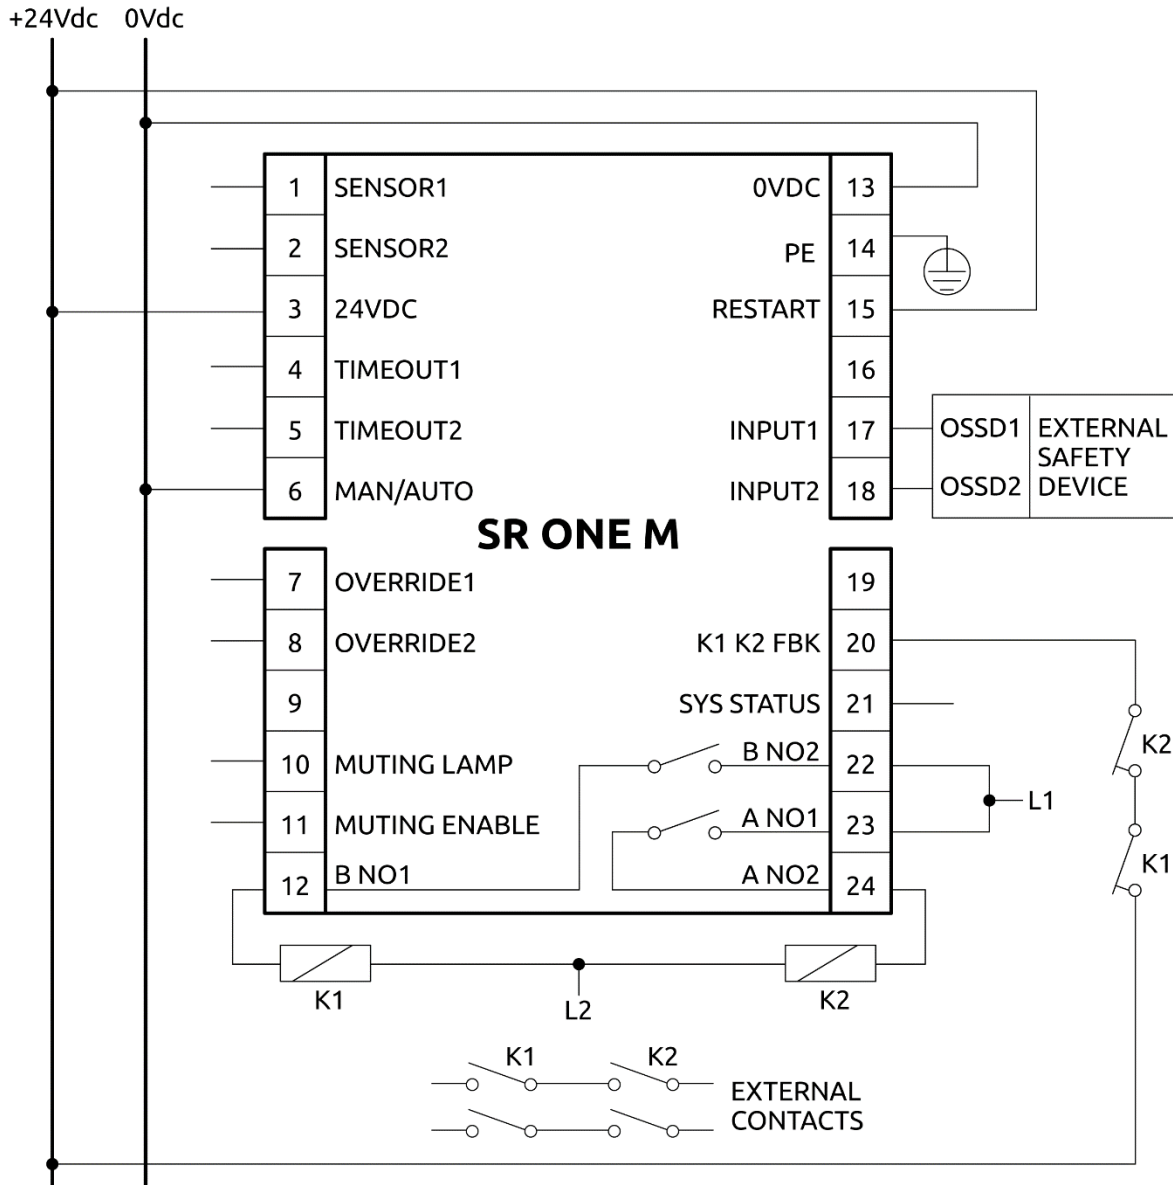 +24Vdc 0Vdc
1 SENSOR1
2 SENSOR2
3 24VDC
4 TIMEOUT1
5 TIMEOUT2
6 MAN/AUTO
0VDC 13
PE 14
RESTART 15
16
INPUT1 17
INPUT2 18
OSSD1
OSSD2
EXTERNAL
SAFETY
DEVICE
SR ONE M
7 OVERRIDE1
8 OVERRIDE2
9
10 MUTING LAMP
11 MUTING ENABLE
12 B NO1
19
K1 K2 FBK 20
SYS STATUS 21
B NO2 22
A NO1 23
A NO2 24
L1
K2
K1
K1
L2
K2
K1 K2
EXTERNAL
CONTACTS